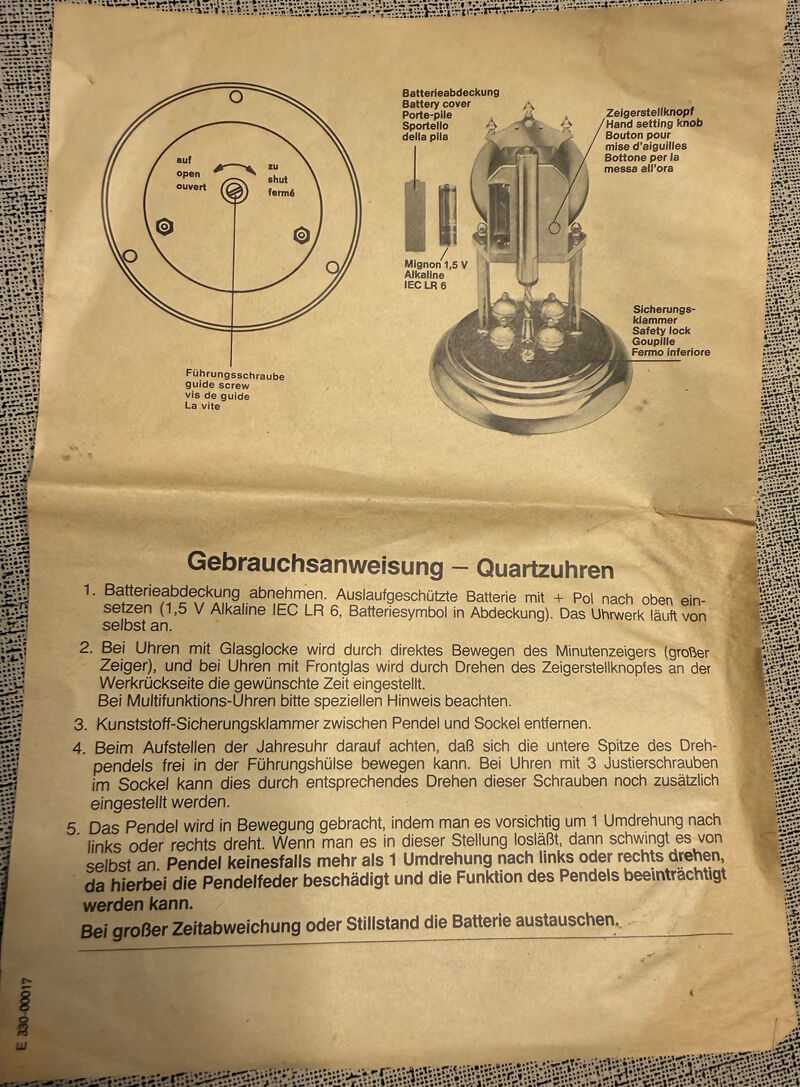 auf
open
ouvert
zu
shut
fermé
Führungsschraube
guide screw
vis de guide
La vite
Batterieabdeckung
Battery cover
Porte-pile
Sportello
della pila
Mignon 1,5 V
Alkaline
IEC LR 6
Zeigerstellknopf
Hand setting knob
Bouton pour
mise d'aiguilles
Bottone per la
messa all'ora
Sicherungs-
klammer
Safety lock
Goupille
Fermo inferiore
Gebrauchsanweisung – Quartzuhren
1. Batterieabdeckung abnehmen. Auslaufgeschützte Batterie mit + Pol nach oben ein-
setzen (1,5 V Alkaline IEC LR 6, Batteriesymbol in Abdeckung). Das Uhrwerk läuft von
selbst an.
2. Bei Uhren mit Glasglocke wird durch direktes Bewegen des Minutenzeigers (großer
Zeiger), und bei Uhren mit Frontglas wird durch Drehen des Zeigerstellknopfes an der
Werkrückseite die gewünschte Zeit eingestellt.
Bei Multifunktions-Uhren bitte speziellen Hinweis beachten.
3. Kunststoff-Sicherungsklammer zwischen Pendel und Sockel entfernen.
4. Beim Aufstellen der Jahresuhr darauf achten, daß sich die untere Spitze des Dreh-
pendels frei in der Führungshülse bewegen kann. Bei Uhren mit 3 Justierschrauben
im Sockel kann dies durch entsprechendes Drehen dieser Schrauben noch zusätzlich
eingestellt werden.
5. Das Pendel wird in Bewegung gebracht, indem man es vorsichtig um 1 Umdrehung nach
links oder rechts dreht. Wenn man es in dieser Stellung losläßt, dann schwingt es von
selbst an. Pendel keinesfalls mehr als 1 Umdrehung nach links oder rechts drehen,
da hierbei die Pendelfeder beschädigt und die Funktion des Pendels beeinträchtigt
werden kann.
Bei großer Zeitabweichung oder Stillstand die Batterie austauschen.
E 330-00017